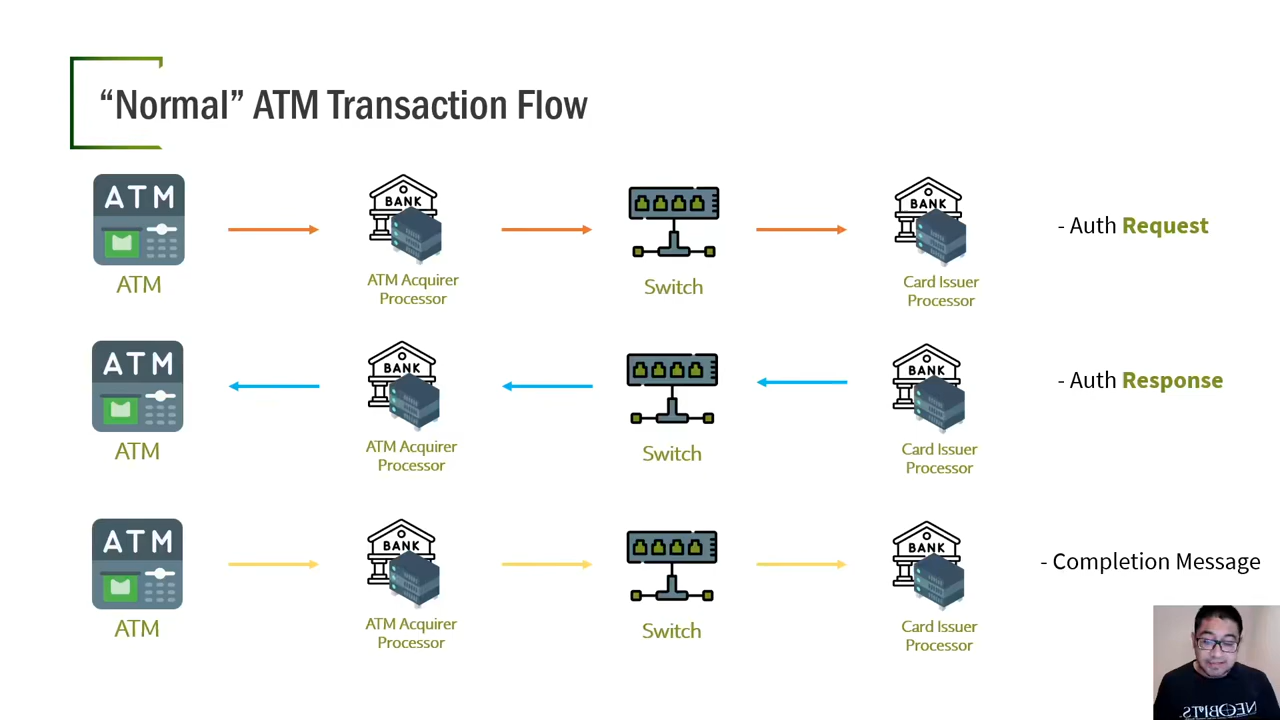 “Normal” ATM Transaction Flow
ATM
BANK
BANK
ATM
ATM Acquirer
Processor
Switch
Card Issuer
Processor
- Auth Request
ATM
BANK
BANK
ATM
ATM Acquirer
Processor
Switch
Card Issuer
Processor
- Auth Response
ATM
BANK
BANK
ATM
ATM Acquirer
Processor
Switch
Card Issuer
Processor
- Completion Message
NEOBITS